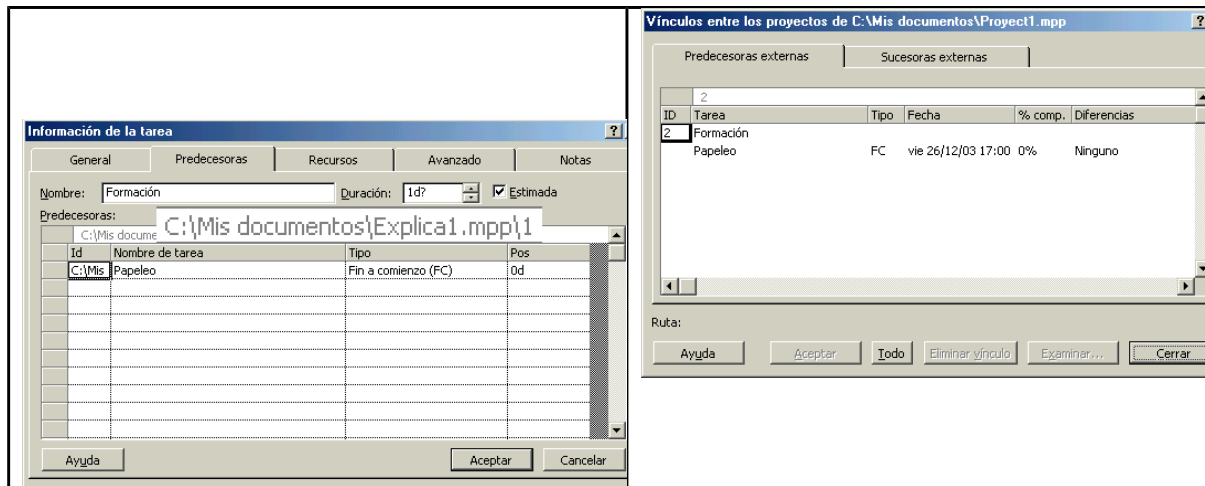 Información de la tarea
General Predecesoras Recursos Avanzado Notas
Nombre: Formación Duración: 1d? Estimada
Predecesoras:
C:\Mis docume C:\Mis documentos\Explica1.mpp\1
Id Nombre de tarea Tipo Pos
C:\Mis Papeleo Fin a comienzo (FC) 0d
Ayuda Aceptar Cancelar
Vínculos entre los proyectos de C:\Mis documentos\Proyect1.mpp
Predecesoras externas Sucesoras externas
2
ID Tarea Tipo Fecha % comp. Diferencias
2 Formación
Papeleo FC vie 26/12/03 17:00 0% Ninguno
Ruta:
Ayuda Aceptar Todo Eliminar vínculo Examinar... Cerrar